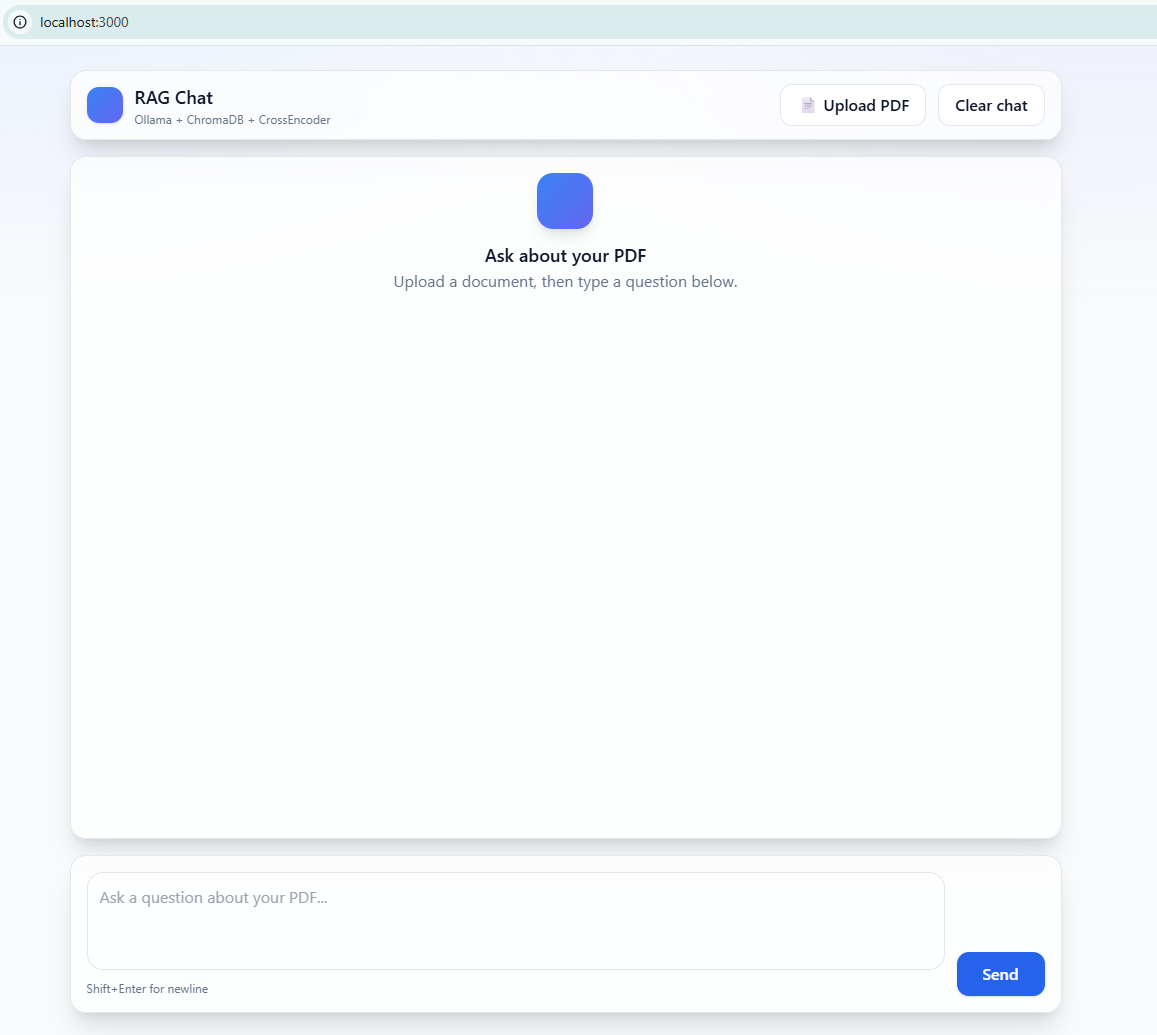 localhost:3000
RAG Chat
Ollama + ChromaDB + CrossEncoder
Upload PDF
Clear chat
Ask about your PDF
Upload a document, then type a question below.
Ask a question about your PDF...
Send
Shift+Enter for newline